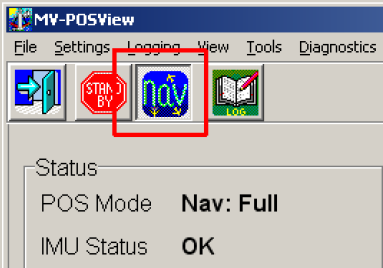 MV-POSView
File Settings Logging View Tools Diagnostics
STAND BY nav LOG
Status
POS Mode Nav: Full
IMU Status OK